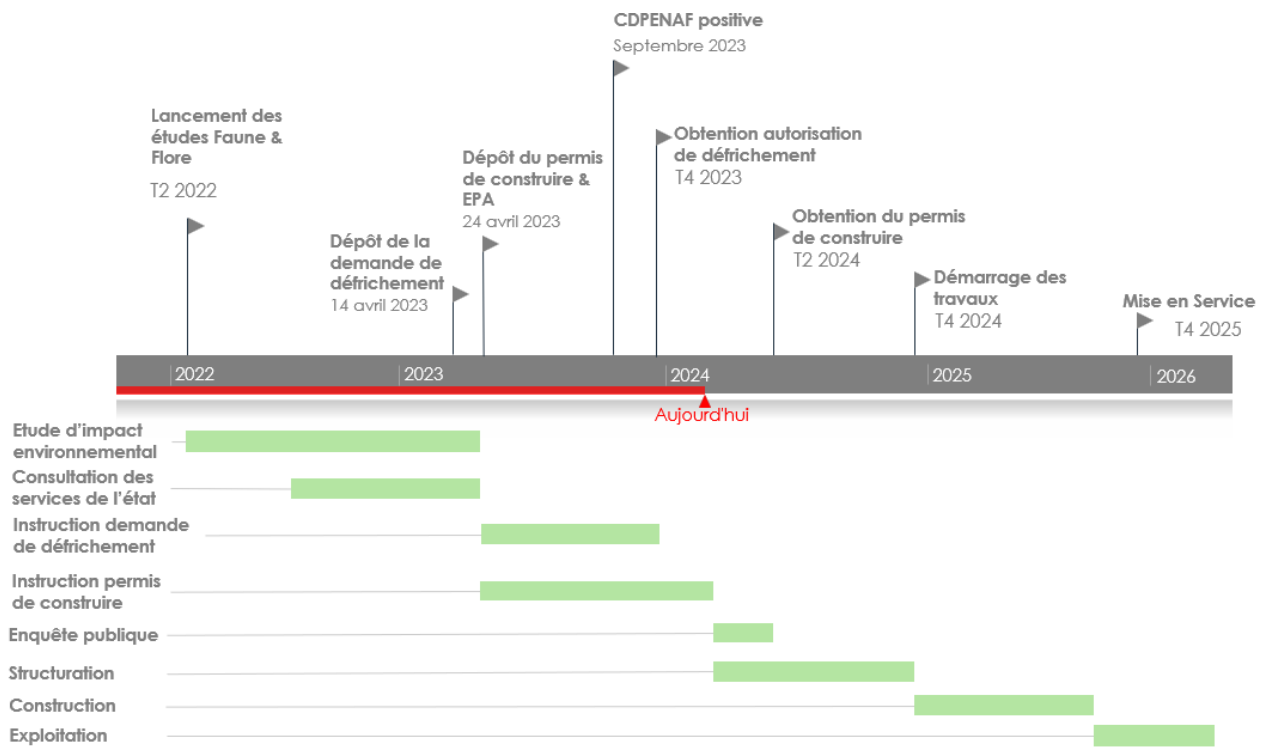 CDPENAF positive
Septembre 2023
Lancement des
études Faune &
Flore
T2 2022
Dépôt de la
demande de
défrichement
14 avril 2023
Dépôt du permis
de construire &
EPA
24 avril 2023
Obtention autorisation
de défrichement
T4 2023
Obtention du permis
de construire
T2 2024
Démarrage des
travaux
T4 2024
Mise en Service
T4 2025
2022
2023
2024
2025
2026
Aujourd'hui
Etude d'impact
environnemental
Consultation des
services de l'état
Instruction demande
de défrichement
Instruction permis
de construire
Enquête publique
Structuration
Construction
Exploitation